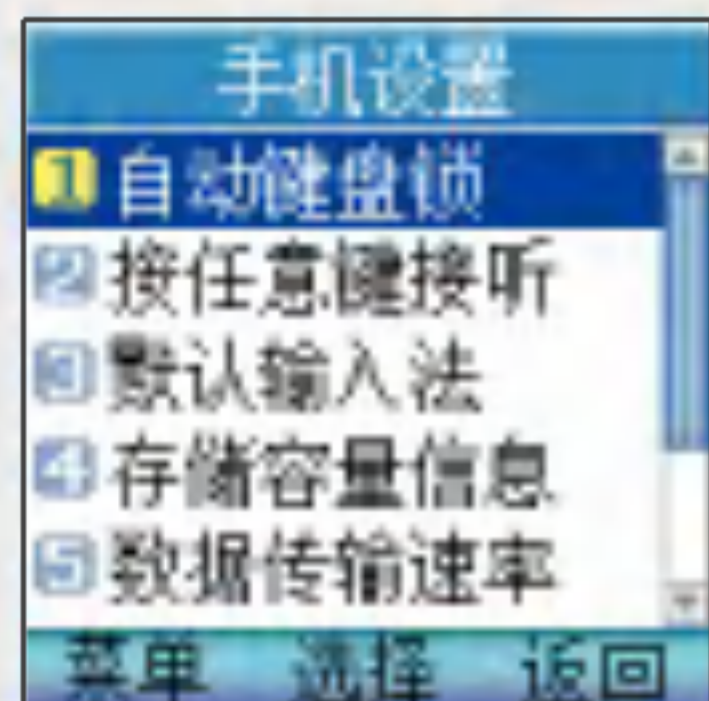 手机设置
1 自动键盘锁
2 按任意键接听
3 默认输入法
4 存储容量信息
5 数据传输速率
菜单 选择 返回